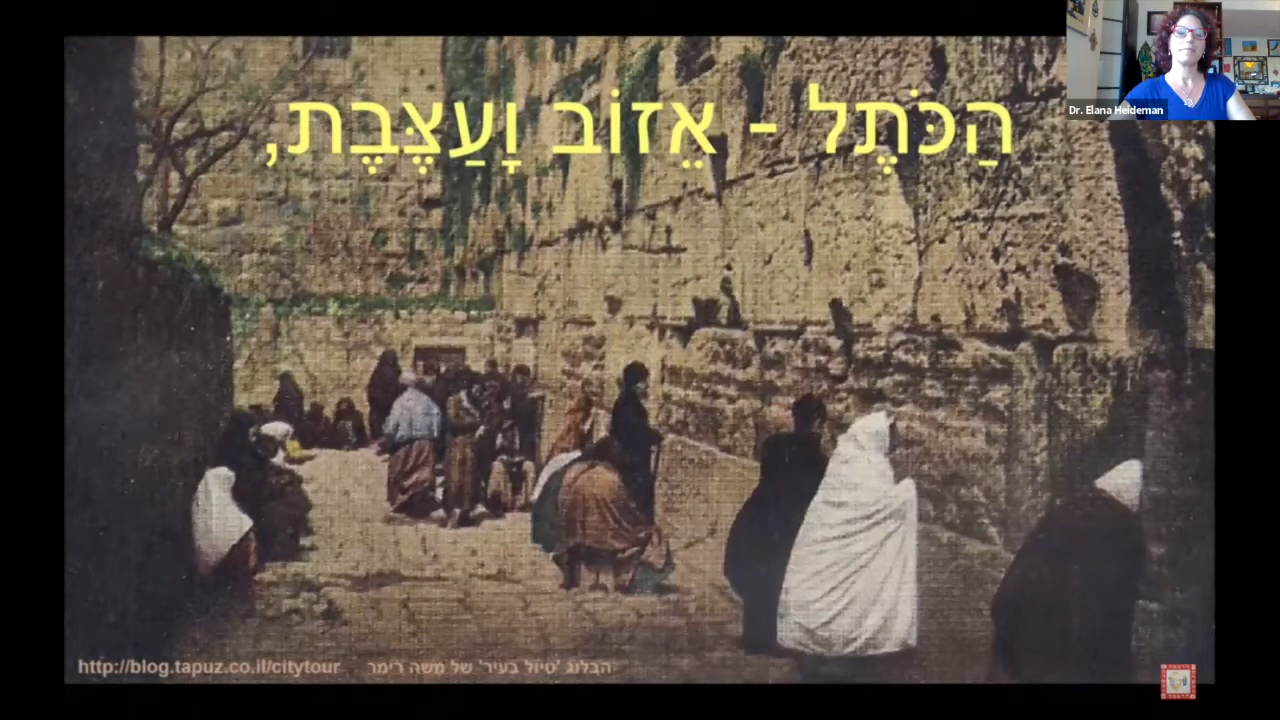 Dr. Elana Heideman
הַכֹּתֶל - אֵזוֹב וָעַצֶּבֶת,
http://blog.tapuz.co.il/citytour הבלוג 'טיול בעיר' של משה רימר